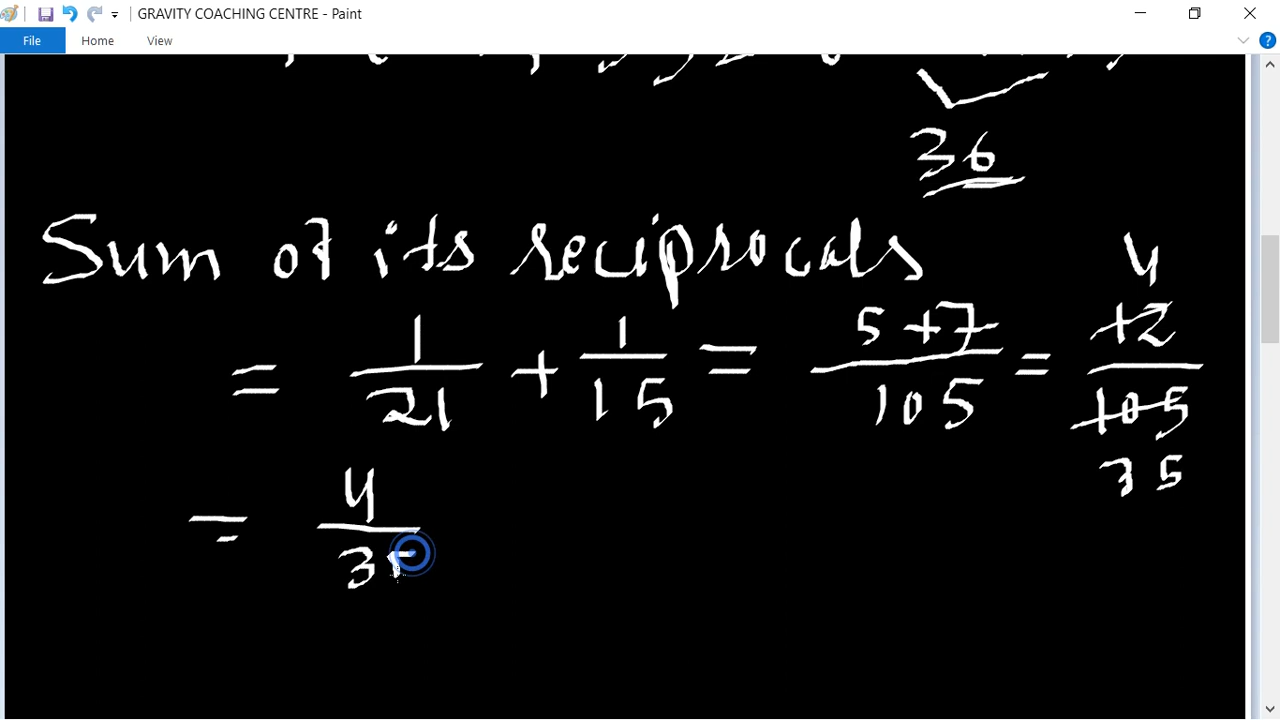 GRAVITY COACHING CENTRE - Paint
File Home View
36
Sum of its reciprocals
= 1/21 + 1/15 = 5+7/105 = 12/105
4
35
= 4/35